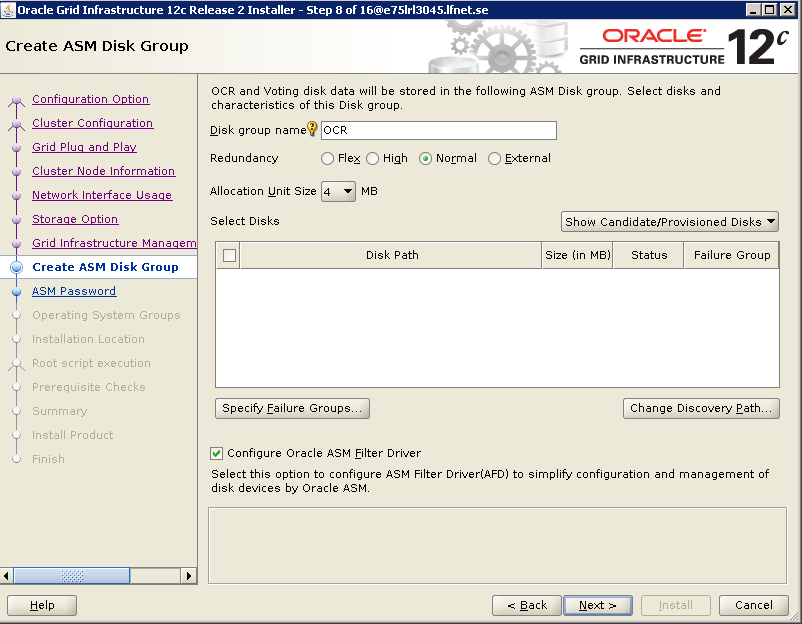 Oracle Grid Infrastructure 12c Release 2 Installer - Step 8 of 16@e75lrl3045.lfnet.se
Create ASM Disk Group
ORACLE
GRID INFRASTRUCTURE
12c
Configuration Option
Cluster Configuration
Grid Plug and Play
Cluster Node Information
Network Interface Usage
Storage Option
Grid Infrastructure Managem
Create ASM Disk Group
ASM Password
Operating System Groups
Installation Location
Root script execution
Prerequisite Checks
Summary
Install Product
Finish
OCR and Voting disk data will be stored in the following ASM Disk group. Select disks and
characteristics of this Disk group.
Disk group name OCR
Redundancy Flex High Normal External
Allocation Unit Size 4 MB
Select Disks Show Candidate/Provisioned Disks
Disk Path Size (in MB) Status Failure Group
Specify Failure Groups... Change Discovery Path...
Configure Oracle ASM Filter Driver
Select this option to configure ASM Filter Driver(AFD) to simplify configuration and management of
disk devices by Oracle ASM.
Help < Back Next > Install Cancel